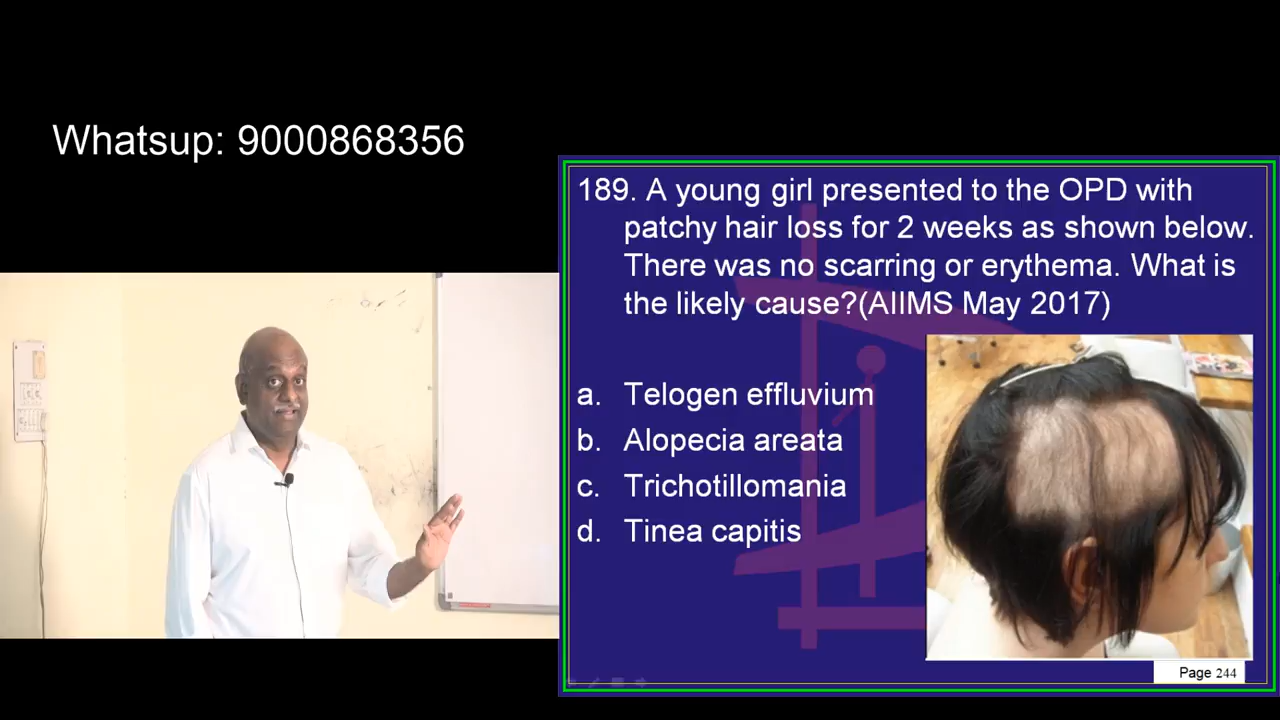 Whatsup: 9000868356
189. A young girl presented to the OPD with
patchy hair loss for 2 weeks as shown below.
There was no scarring or erythema. What is
the likely cause?(AIIMS May 2017)
a. Telogen effluvium
b. Alopecia areata
c. Trichotillomania
d. Tinea capitis
Page 244